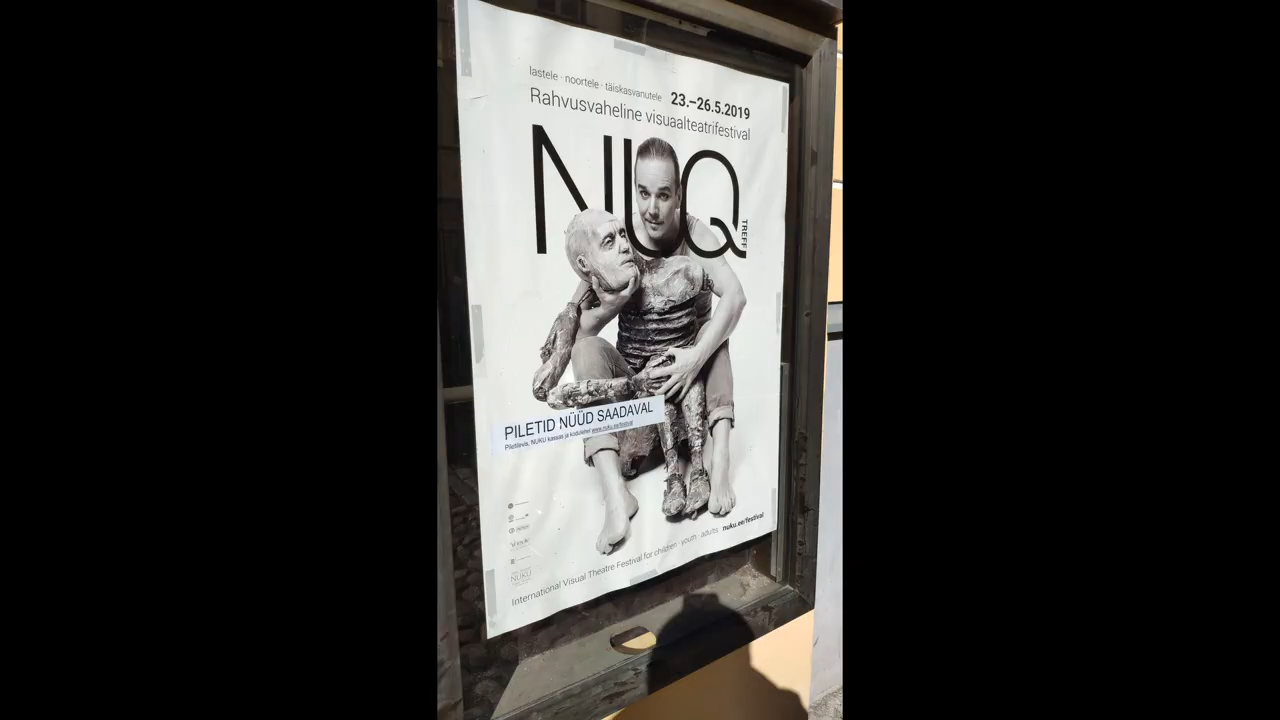 lastele · noortele · täiskasvanutele 23.–26.5.2019
Rahvusvaheline visuaalteatrifestival
NUQ
TREFF
PILETID NÜÜD SAADAVAL
Piletilevis, NUKU kassas ja kodulehel www.nuku.ee/festival
NUKU
International Visual Theatre Festival for children · youth · adults nuku.ee/festival